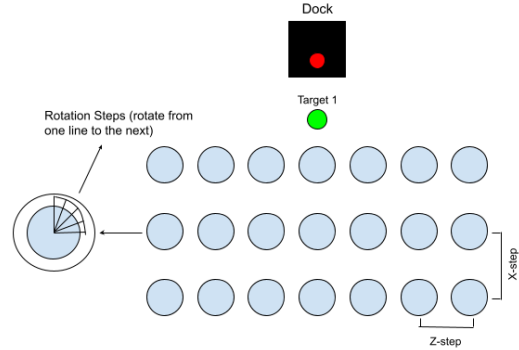 Dock
Target 1
Rotation Steps (rotate from
one line to the next)
X-step
Z-step